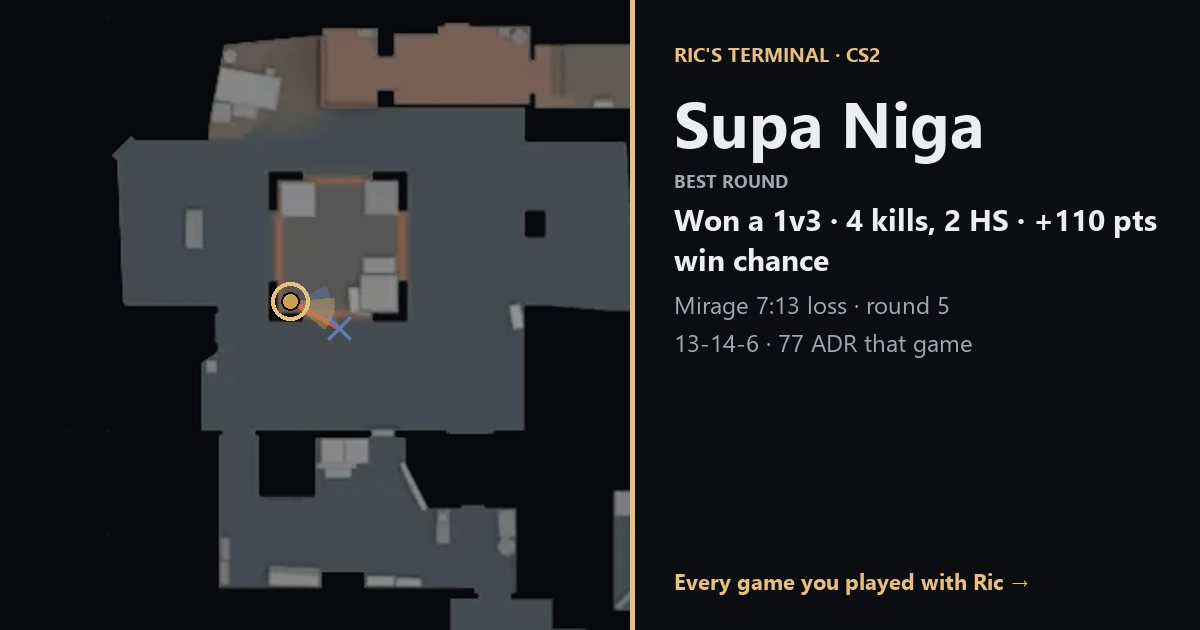 RIC'S TERMINAL · CS2
Supa Niga
BEST ROUND
Won a 1v3 · 4 kills, 2 HS · +110 pts
win chance
Mirage 7:13 loss · round 5
13-14-6 · 77 ADR that game
Every game you played with Ric →